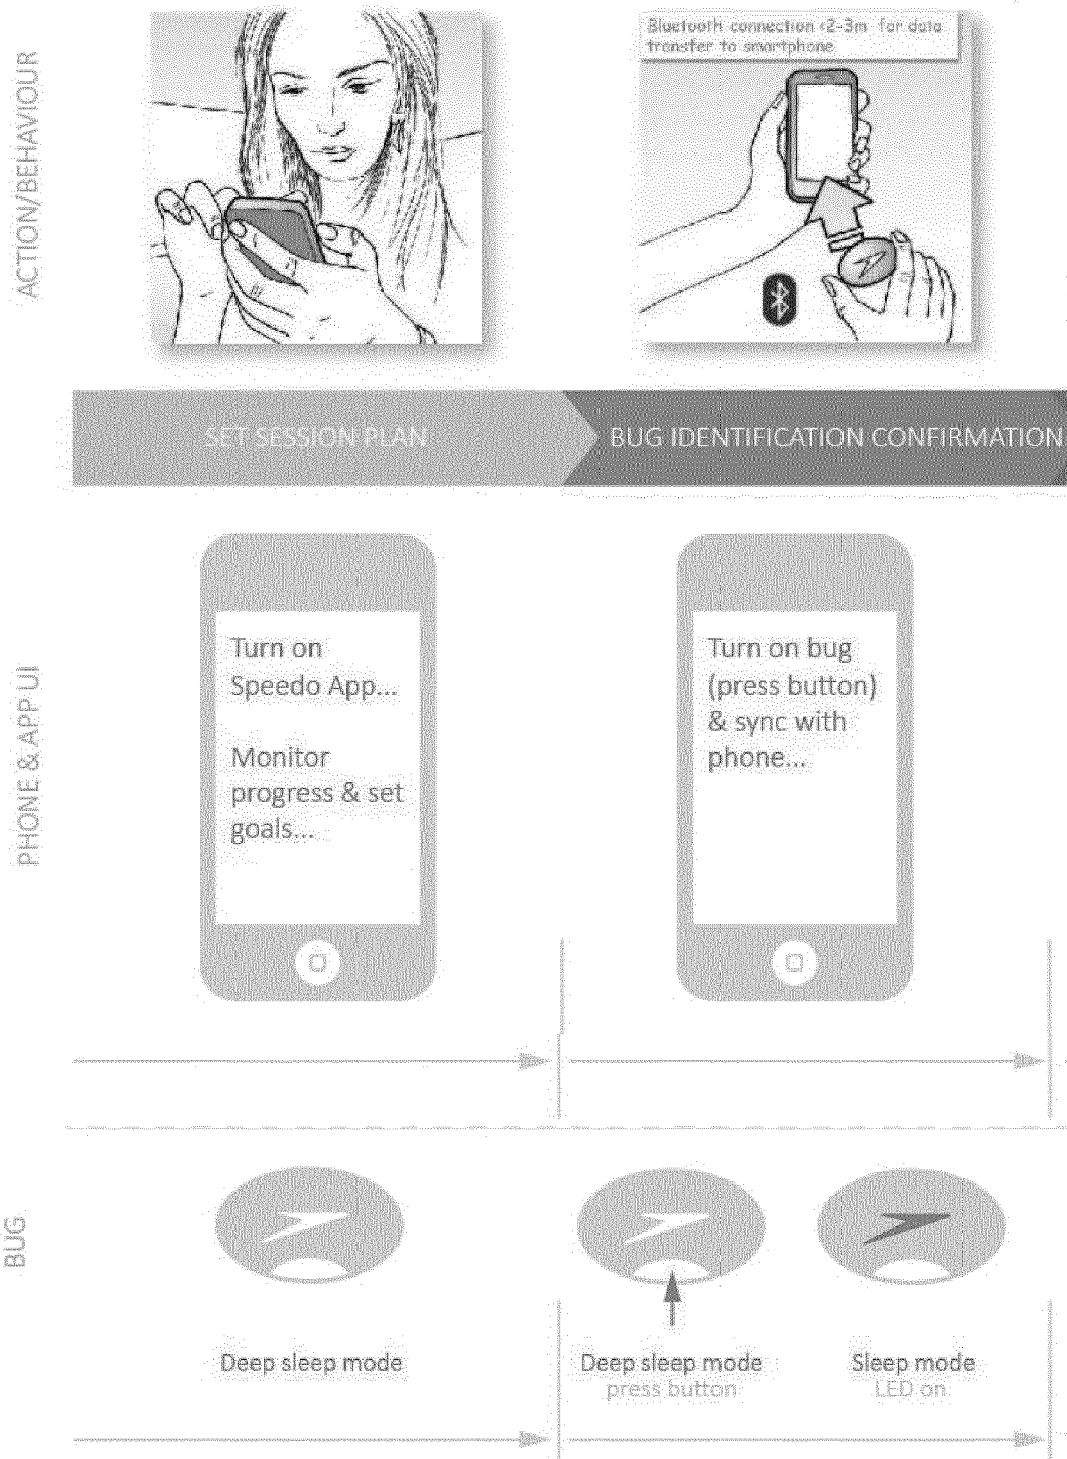 ACTION/BEHAVIOUR
Bluetooth connection <2-3m for data
transfer to smartphone
SET SESSION PLAN
BUG IDENTIFICATION CONFIRMATION
PHONE & APP UI
Turn on
Speedo App...
Monitor
progress & set
goals...
Turn on bug
(press button)
& sync with
phone...
BUG
Deep sleep mode
Deep sleep mode
press button
Sleep mode
LED on